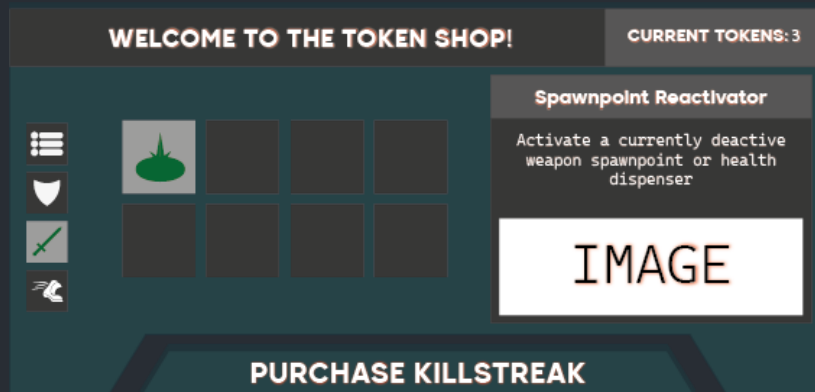 WELCOME TO THE TOKEN SHOP!
CURRENT TOKENS: 3
Spawnpoint Reactivator
Activate a currently deactive
weapon spawnpoint or health
dispenser
IMAGE
PURCHASE KILLSTREAK